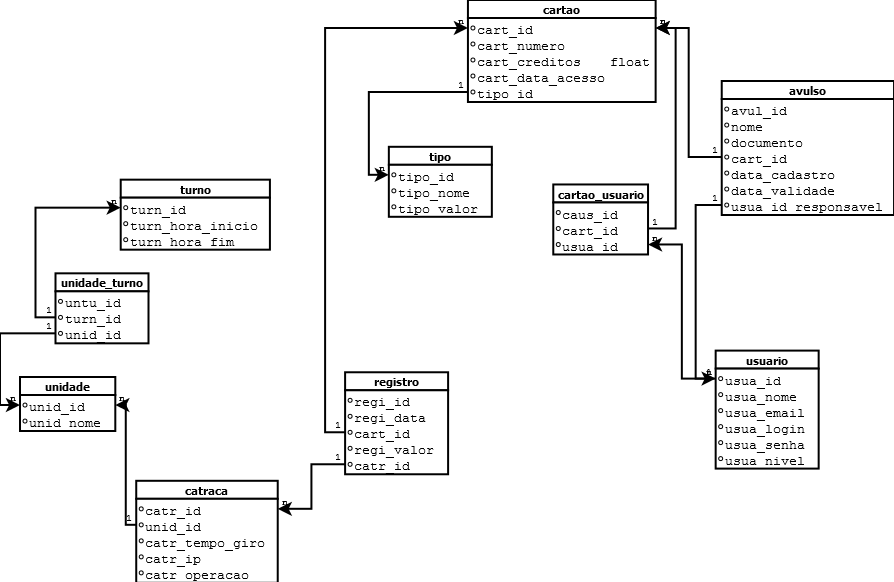 cartao
cart_id
cart_numero
cart_creditos float
cart_data_acesso
tipo_id
avulso
avul_id
nome
documento
cart_id
data_cadastro
data_validade
usua_id_responsavel
tipo
tipo_id
tipo_nome
tipo_valor
turno
turn_id
turn_hora_inicio
turn_hora_fim
cartao_usuario
caus_id
cart_id
usua_id
unidade_turno
untu_id
turn_id
unid_id
usuario
usua_id
usua_nome
usua_email
usua_login
usua_senha
usua_nivel
unidade
unid_id
unid_nome
registro
regi_id
regi_data
cart_id
regi_valor
catr_id
catraca
catr_id
unid_id
catr_tempo_giro
catr_ip
catr_operacao
n
n
1
n
1
1
n
1
n
1
1
n
n
1
1
n
1